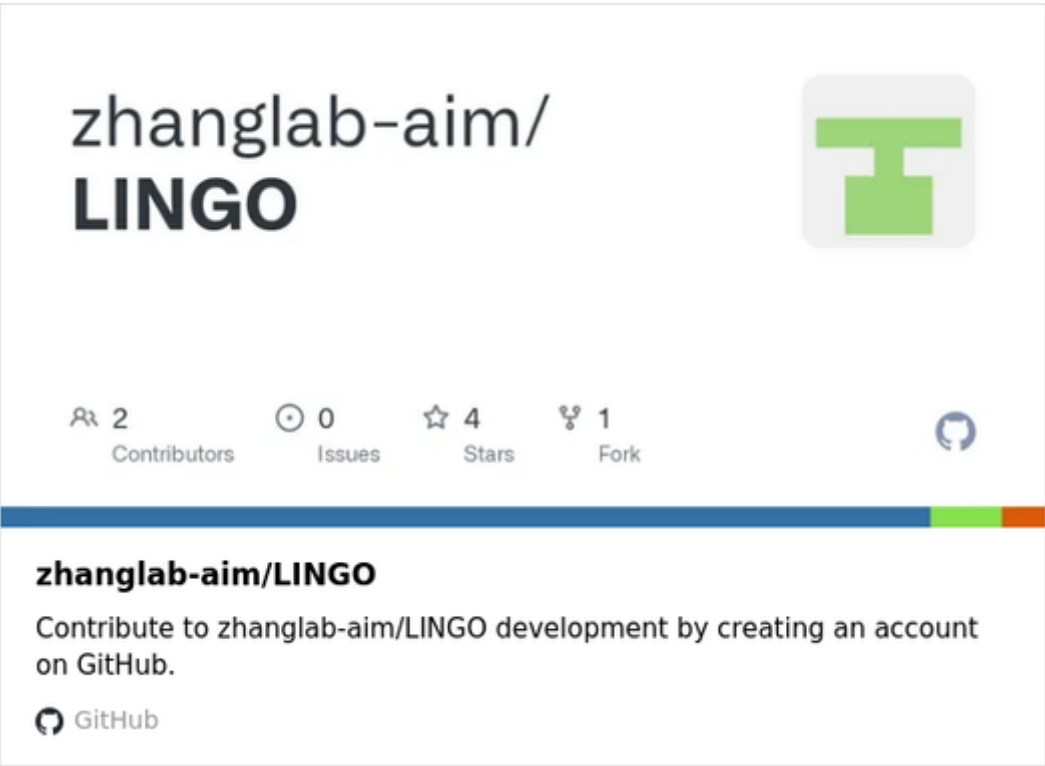 zhanglab-aim/
LINGO
2 0 4 1
Contributors Issues Stars Fork
zhanglab-aim/LINGO
Contribute to zhanglab-aim/LINGO development by creating an account
on GitHub.
GitHub